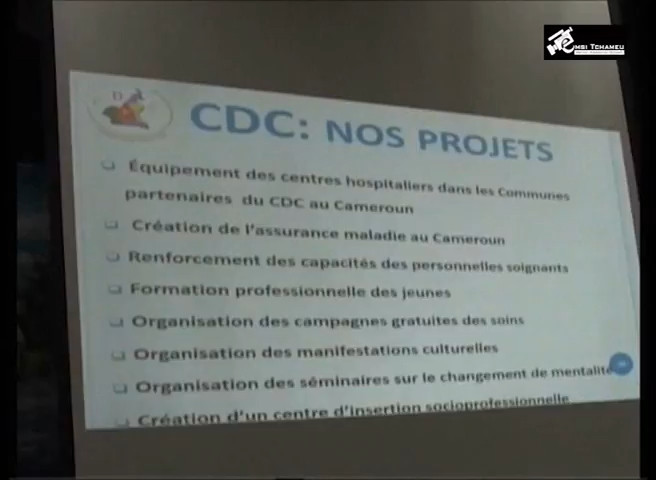 MBI TCHAMEU
CDC: NOS PROJETS
Équipement des centres hospitaliers dans les Communes
partenaires du CDC au Cameroun
Création de l'assurance maladie au Cameroun
Renforcement des capacités des personnelles soignants
Formation professionnelle des jeunes
Organisation des campagnes gratuites des soins
Organisation des manifestations culturelles
Organisation des séminaires sur le changement de mentalité
Création d'un centre d'insertion socioprofessionnelle